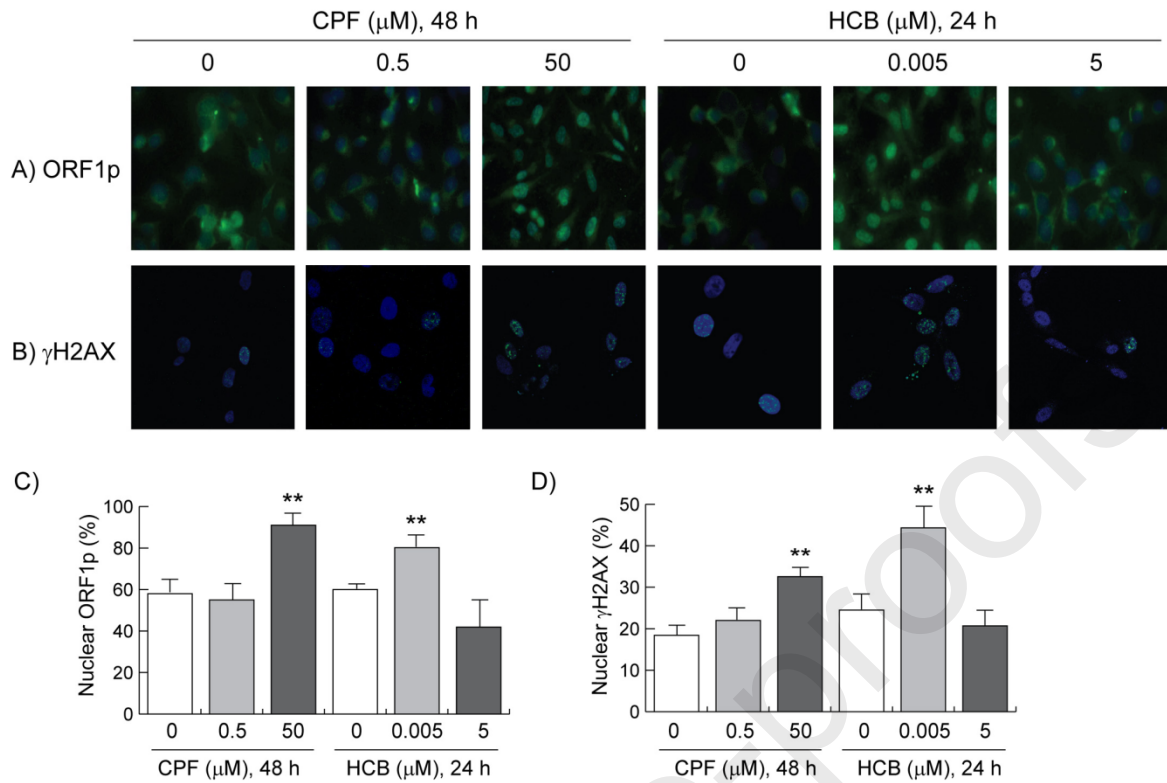 CPF (μM), 48 h HCB (μM), 24 h
0 0.5 50 0 0.005 5
A) ORF1p
B) γH2AX
C)
Nuclear ORF1p (%)
100
80
60
40
20
0
** **
0 0.5 50 0 0.005 5
CPF (μM), 48 h HCB (μM), 24 h
D)
Nuclear γH2AX (%)
50
40
30
20
10
0
** **
0 0.5 50 0 0.005 5
CPF (μM), 48 h HCB (μM), 24 h
-proofs